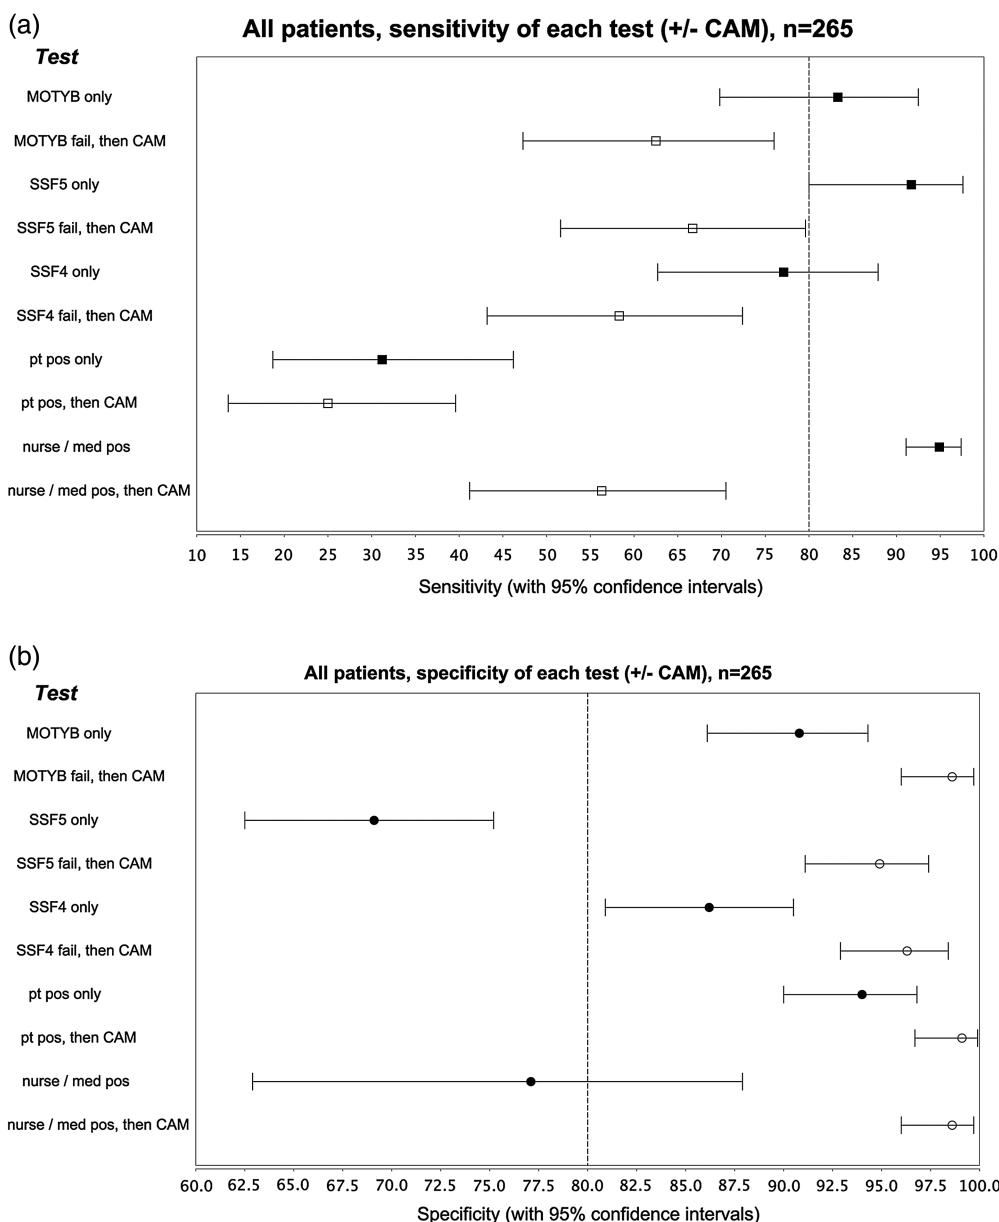 (a)
All patients, sensitivity of each test (+/- CAM), n=265
Test
MOTYB only
MOTYB fail, then CAM
SSF5 only
SSF5 fail, then CAM
SSF4 only
SSF4 fail, then CAM
pt pos only
pt pos, then CAM
nurse / med pos
nurse / med pos, then CAM
10 15 20 25 30 35 40 45 50 55 60 65 70 75 80 85 90 95 100
Sensitivity (with 95% confidence intervals)
(b)
All patients, specificity of each test (+/- CAM), n=265
Test
MOTYB only
MOTYB fail, then CAM
SSF5 only
SSF5 fail, then CAM
SSF4 only
SSF4 fail, then CAM
pt pos only
pt pos, then CAM
nurse / med pos
nurse / med pos, then CAM
60.0 62.5 65.0 67.5 70.0 72.5 75.0 77.5 80.0 82.5 85.0 87.5 90.0 92.5 95.0 97.5 100.0
Specificity (with 95% confidence intervals)